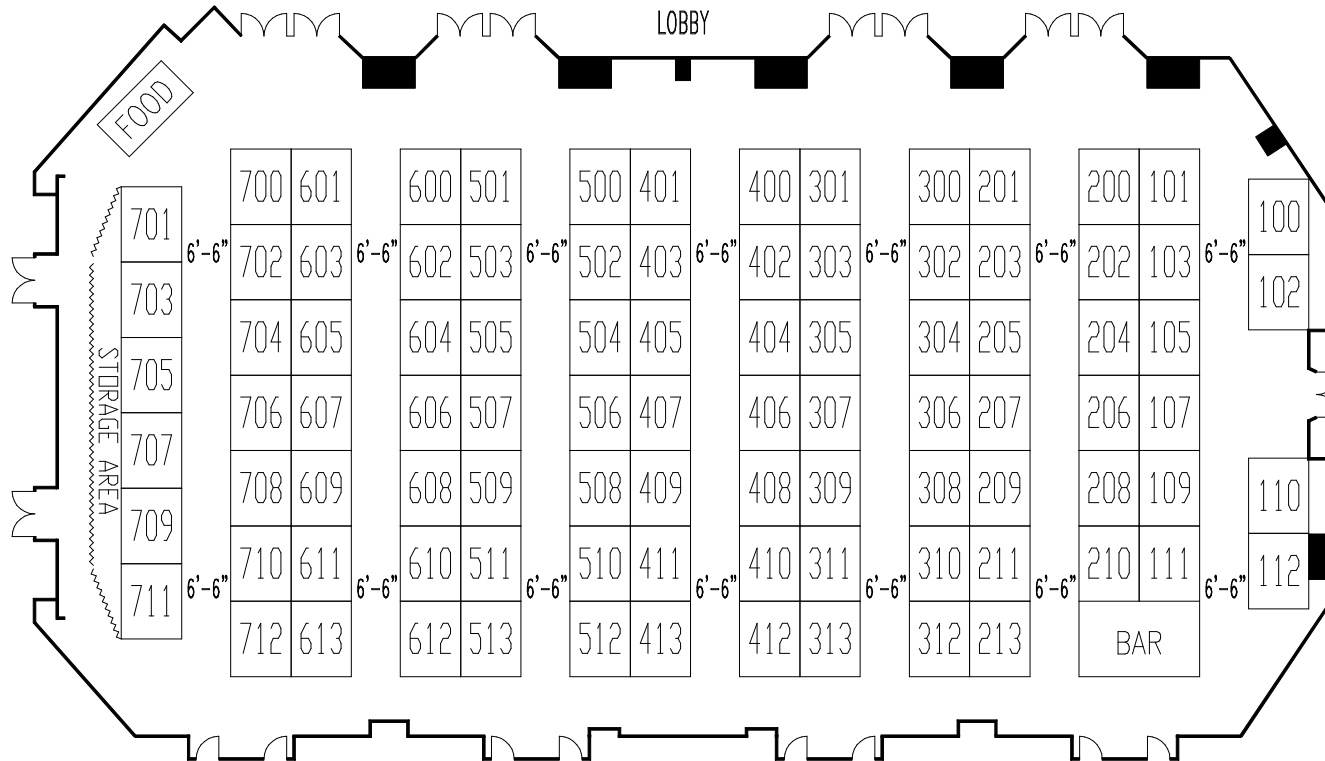 LOBBY
FOOD
700 601 600 501 500 401 400 301 300 201 200 101
701 100
6'-6" 6'-6" 6'-6" 6'-6" 6'-6" 6'-6" 6'-6"
702 603 602 503 502 403 402 303 302 203 202 103
703 102
704 605 604 505 504 405 404 305 304 205 204 105
705
STORAGE AREA
706 607 606 507 506 407 406 307 306 207 206 107
707
708 609 608 509 508 409 408 309 308 209 208 109
709 110
710 611 610 511 510 411 410 311 310 211 210 111
6'-6" 6'-6" 6'-6" 6'-6" 6'-6" 6'-6" 6'-6"
711 112
712 613 612 513 512 413 412 313 312 213 BAR